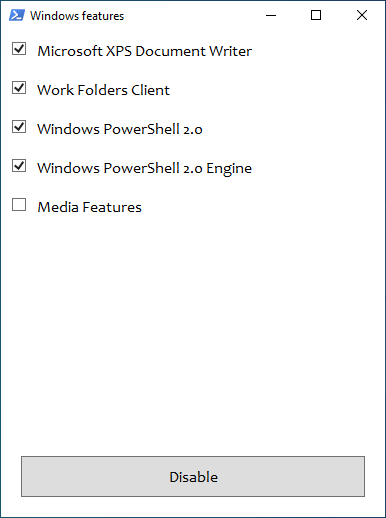 Windows features
Microsoft XPS Document Writer
Work Folders Client
Windows PowerShell 2.0
Windows PowerShell 2.0 Engine
Media Features
Disable